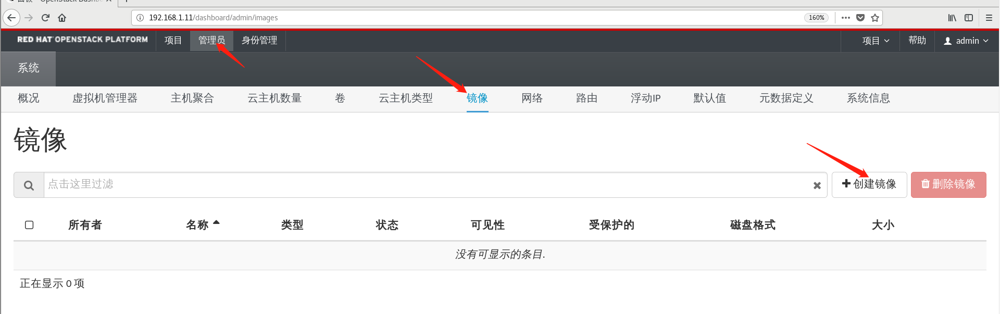 OpenStack Dashbo
192.168.1.11/dashboard/admin/images 160%
RED HAT OPENSTACK PLATFORM 项目 管理员 身份管理 项目 帮助 admin
系统
概况 虚拟机管理器 主机聚合 云主机数量 卷 云主机类型 镜像 网络 路由 浮动IP 默认值 元数据定义 系统信息
镜像
点击这里过滤 创建镜像 删除镜像
所有者 名称 类型 状态 可见性 受保护的 磁盘格式 大小
没有可显示的条目.
正在显示 0 项